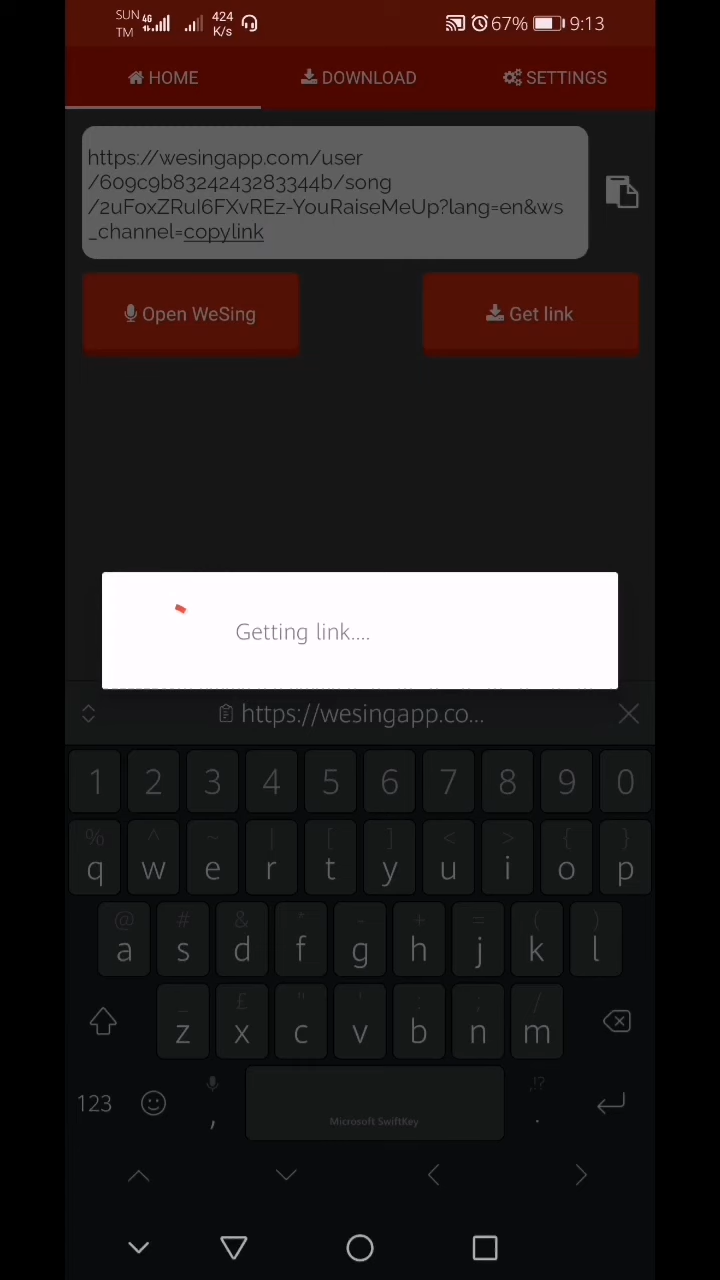 SUN 4G 424
TM K/s 67% 9:13
HOME DOWNLOAD SETTINGS
https://wesingapp.com/user
/609c9b8324243283344b/song
/2uFoxZRuI6FXvREz-YouRaiseMeUp?lang=en&ws
_channel=copylink
Open WeSing Get link
Getting link....
https://wesingapp.co...
1 2 3 4 5 6 7 8 9 0
% ^ ~ | [ ] < > { }
q w e r t y u i o p
@ # & * - + = ( )
a s d f g h j k l
_ £ " ' : ; /
z x c v b n m
123 , ,!? .
Microsoft SwiftKey